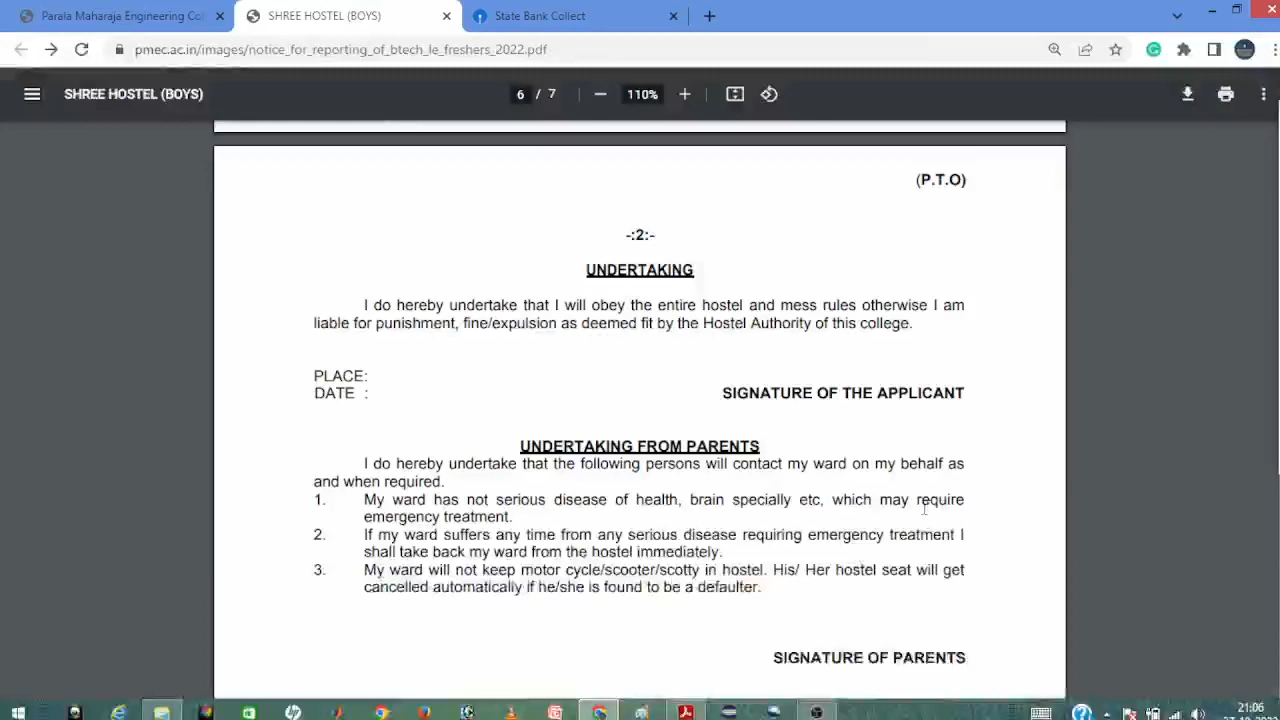 Parala Maharaja Engineering Co
SHREE HOSTEL (BOYS)
State Bank Collect
pmec.ac.in/images/notice_for_reporting_of_btech_le_freshers_2022.pdf
SHREE HOSTEL (BOYS)
6 / 7
110%
(P.T.O)
-:2:-
UNDERTAKING
I do hereby undertake that I will obey the entire hostel and mess rules otherwise I am
liable for punishment, fine/expulsion as deemed fit by the Hostel Authority of this college.
PLACE:
DATE :
SIGNATURE OF THE APPLICANT
UNDERTAKING FROM PARENTS
I do hereby undertake that the following persons will contact my ward on my behalf as
and when required.
1. My ward has not serious disease of health, brain specially etc, which may require
emergency treatment.
2. If my ward suffers any time from any serious disease requiring emergency treatment I
shall take back my ward from the hostel immediately.
3. My ward will not keep motor cycle/scooter/scotty in hostel. His/ Her hostel seat will get
cancelled automatically if he/she is found to be a defaulter.
SIGNATURE OF PARENTS
21:06